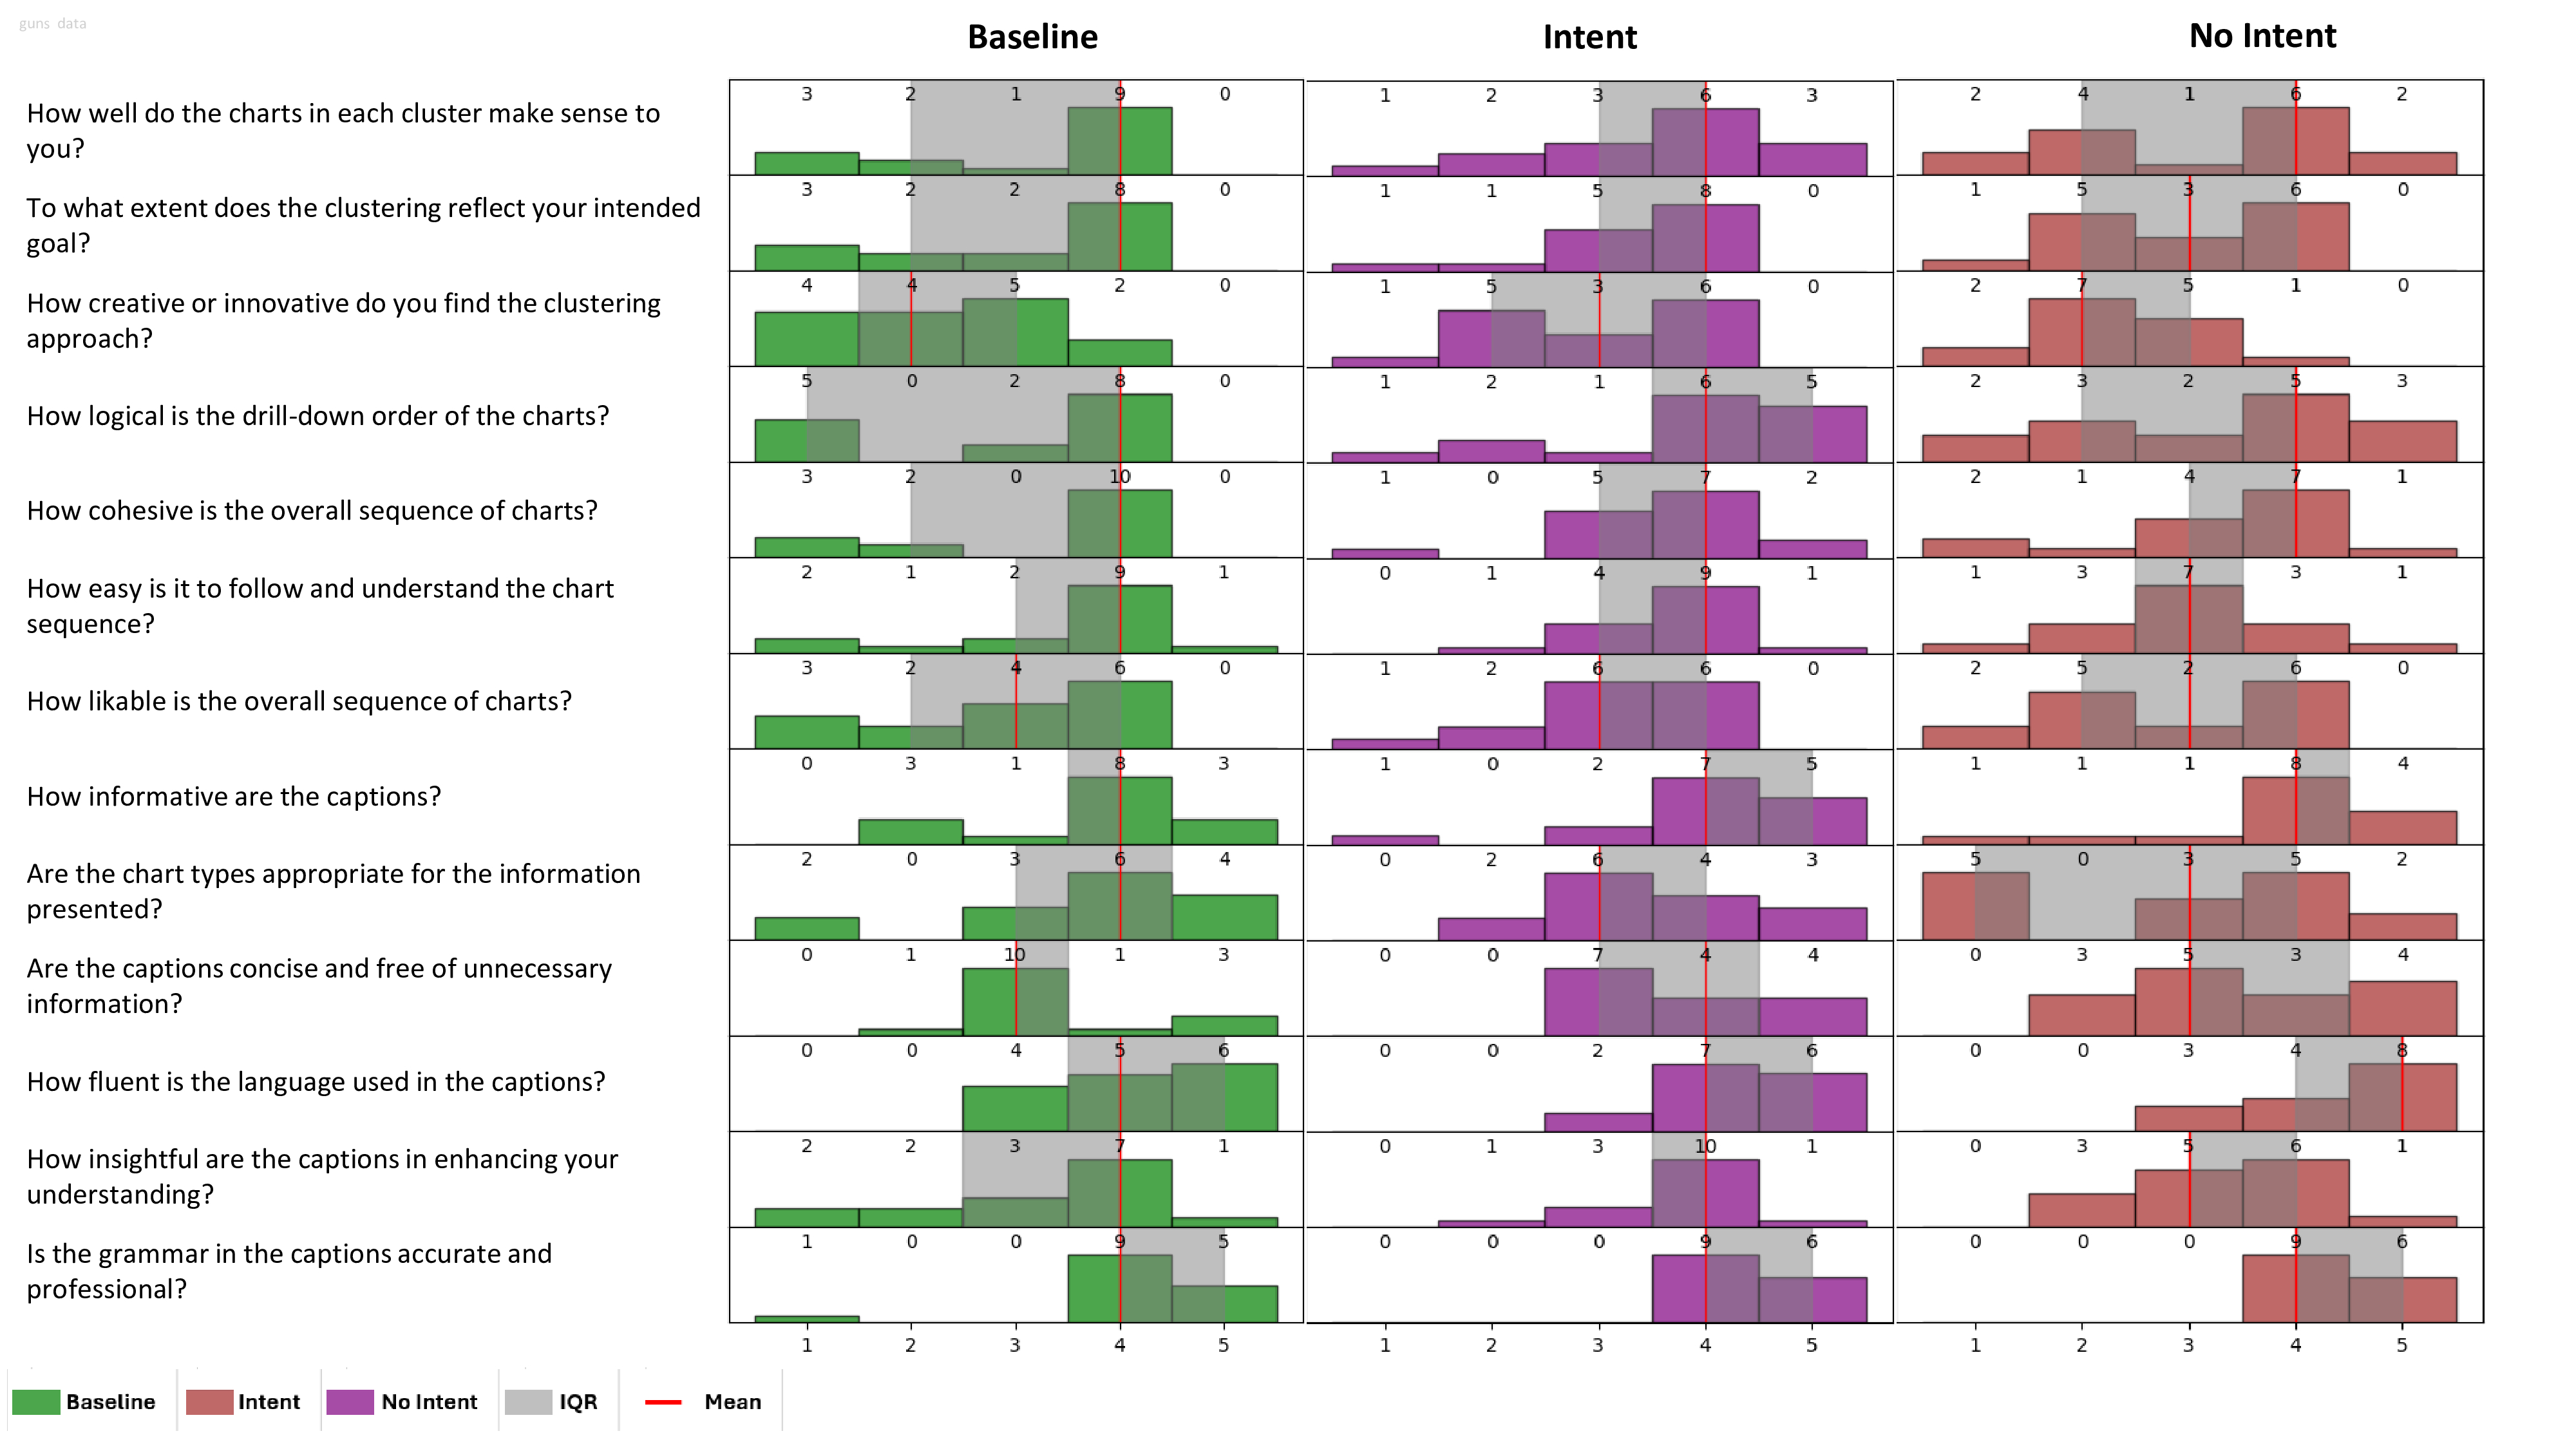 guns data
Baseline Intent No Intent
How well do the charts in each cluster make sense to
you?
3 2 1 9 0 1 2 3 6 3 2 4 1 6 2
To what extent does the clustering reflect your intended
goal?
3 2 2 8 0 1 1 5 8 0 1 5 3 6 0
How creative or innovative do you find the clustering
approach?
4 4 5 2 0 1 5 3 6 0 2 7 5 1 0
How logical is the drill-down order of the charts?
5 0 2 8 0 1 2 1 6 5 2 3 2 5 3
How cohesive is the overall sequence of charts?
3 2 0 10 0 1 0 5 7 2 2 1 4 7 1
How easy is it to follow and understand the chart
sequence?
2 1 2 9 1 0 1 4 9 1 1 3 7 3 1
How likable is the overall sequence of charts?
3 2 4 6 0 1 2 6 6 0 2 5 2 6 0
How informative are the captions?
0 3 1 8 3 1 0 2 7 5 1 1 1 8 4
Are the chart types appropriate for the information
presented?
2 0 3 6 4 0 2 6 4 3 5 0 3 5 2
Are the captions concise and free of unnecessary
information?
0 1 10 1 3 0 0 7 4 4 0 3 5 3 4
How fluent is the language used in the captions?
0 0 4 5 6 0 0 2 7 6 0 0 3 4 8
How insightful are the captions in enhancing your
understanding?
2 2 3 7 1 0 1 3 10 1 0 3 5 6 1
Is the grammar in the captions accurate and
professional?
1 0 0 9 5 0 0 0 9 6 0 0 0 9 6
1 2 3 4 5 1 2 3 4 5 1 2 3 4 5
Baseline Intent No Intent IQR Mean